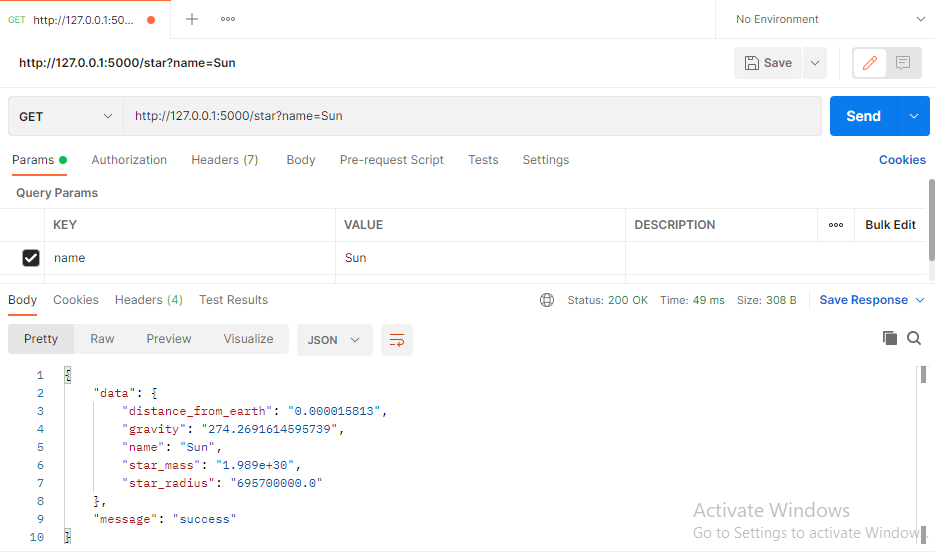 GET http://127.0.0.1:50...
No Environment
http://127.0.0.1:5000/star?name=Sun
Save
GET
http://127.0.0.1:5000/star?name=Sun
Send
Params Authorization Headers (7) Body Pre-request Script Tests Settings Cookies
Query Params
KEY VALUE DESCRIPTION Bulk Edit
name Sun
Body Cookies Headers (4) Test Results Status: 200 OK Time: 49 ms Size: 308 B Save Response
Pretty Raw Preview Visualize JSON
1 {
2 "data": {
3 "distance_from_earth": "0.000015813",
4 "gravity": "274.2691614595739",
5 "name": "Sun",
6 "star_mass": "1.989e+30",
7 "star_radius": "695700000.0"
8 },
9 "message": "success"
10 }
Activate Windows
Go to Settings to activate Windows.